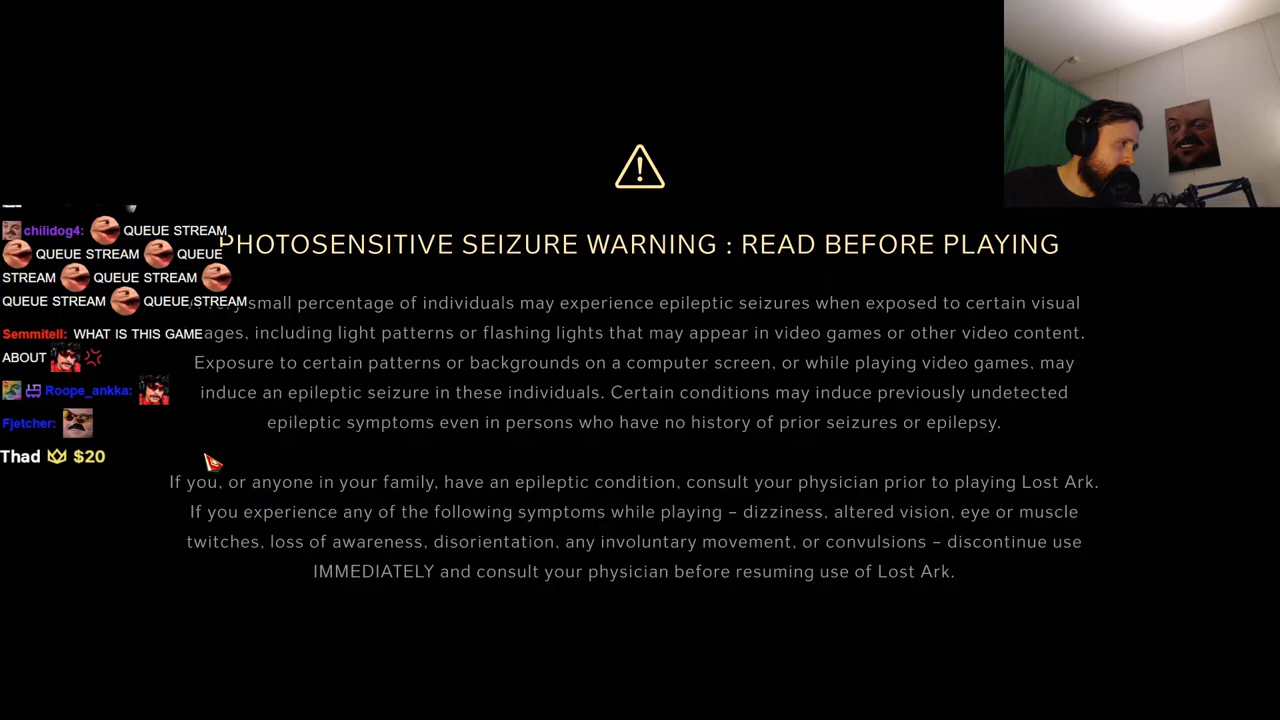 chilidog4: QUEUE STREAM
QUEUE STREAM QUEUE
STREAM QUEUE STREAM
QUEUE STREAM QUEUE STREAM
Semmitell: WHAT IS THIS GAME
ABOUT
Roope_ankka:
Fjetcher:
Thad $20
PHOTOSENSITIVE SEIZURE WARNING : READ BEFORE PLAYING
small percentage of individuals may experience epileptic seizures when exposed to certain visual
including light patterns or flashing lights that may appear in video games or other video content.
Exposure to certain patterns or backgrounds on a computer screen, or while playing video games, may
induce an epileptic seizure in these individuals. Certain conditions may induce previously undetected
epileptic symptoms even in persons who have no history of prior seizures or epilepsy.
If you, or anyone in your family, have an epileptic condition, consult your physician prior to playing Lost Ark.
If you experience any of the following symptoms while playing – dizziness, altered vision, eye or muscle
twitches, loss of awareness, disorientation, any involuntary movement, or convulsions – discontinue use
IMMEDIATELY and consult your physician before resuming use of Lost Ark.